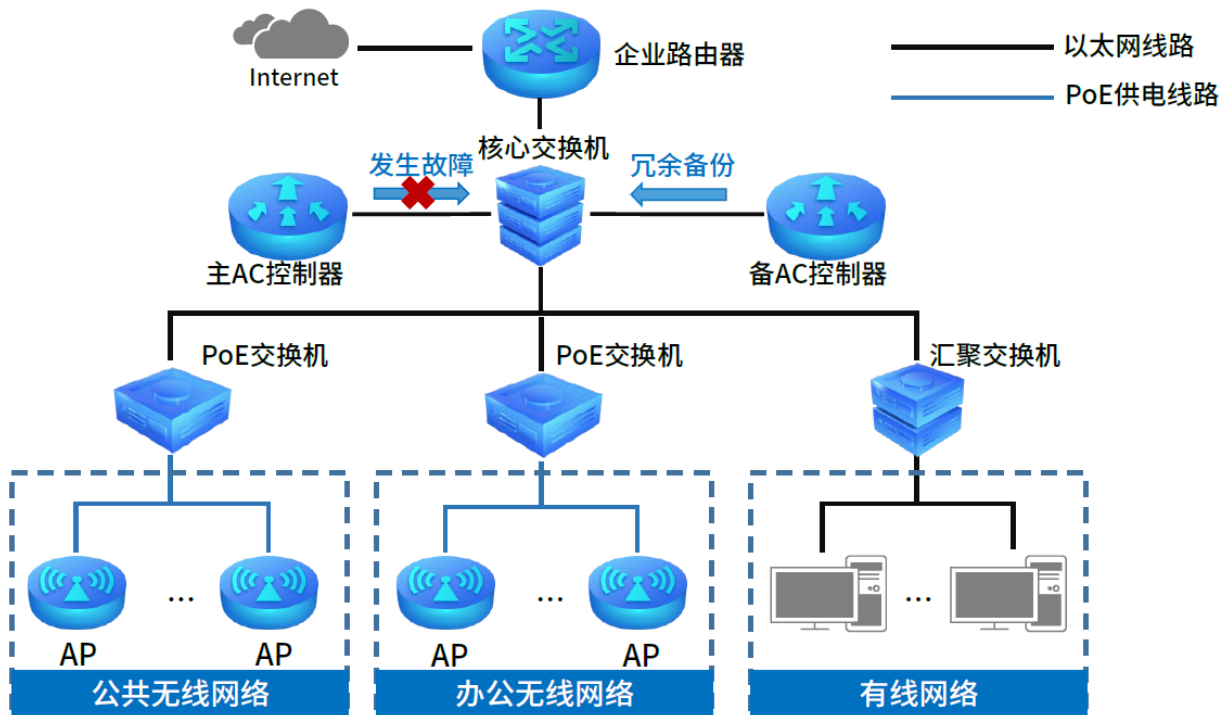 Internet
企业路由器
以太网线路
PoE供电线路
核心交换机
发生故障
冗余备份
主AC控制器
备AC控制器
PoE交换机
PoE交换机
汇聚交换机
...
...
...
AP
AP
AP
AP
公共无线网络
办公无线网络
有线网络